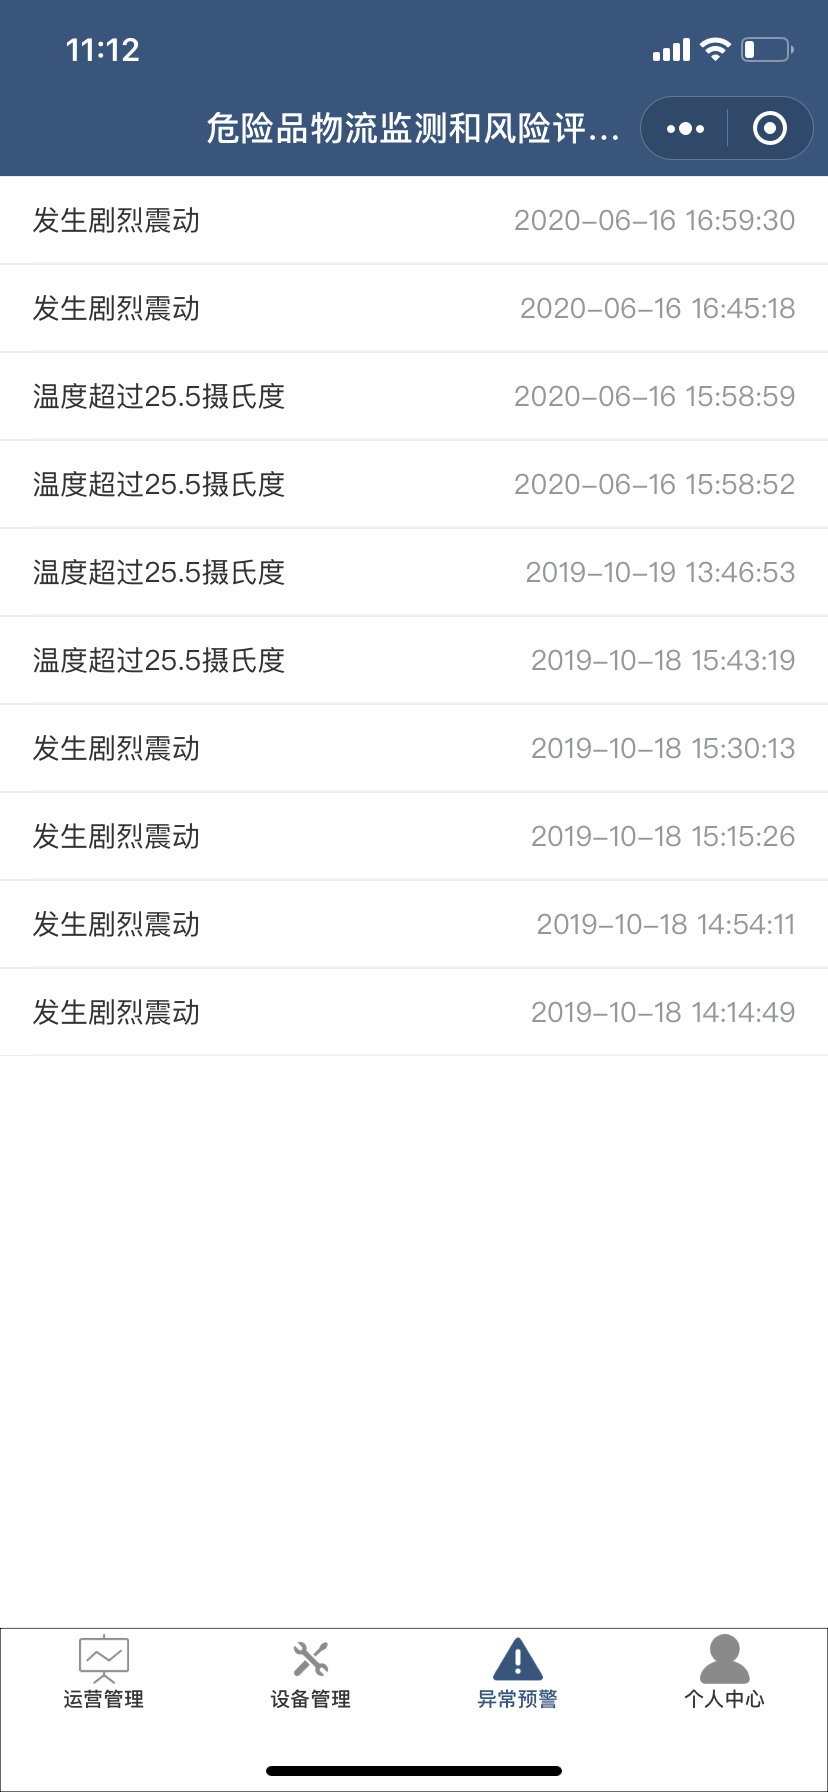 11:12
危险品物流监测和风险评...
发生剧烈震动 2020-06-16 16:59:30
发生剧烈震动 2020-06-16 16:45:18
温度超过25.5摄氏度 2020-06-16 15:58:59
温度超过25.5摄氏度 2020-06-16 15:58:52
温度超过25.5摄氏度 2019-10-19 13:46:53
温度超过25.5摄氏度 2019-10-18 15:43:19
发生剧烈震动 2019-10-18 15:30:13
发生剧烈震动 2019-10-18 15:15:26
发生剧烈震动 2019-10-18 14:54:11
发生剧烈震动 2019-10-18 14:14:49
运营管理 设备管理 异常预警 个人中心